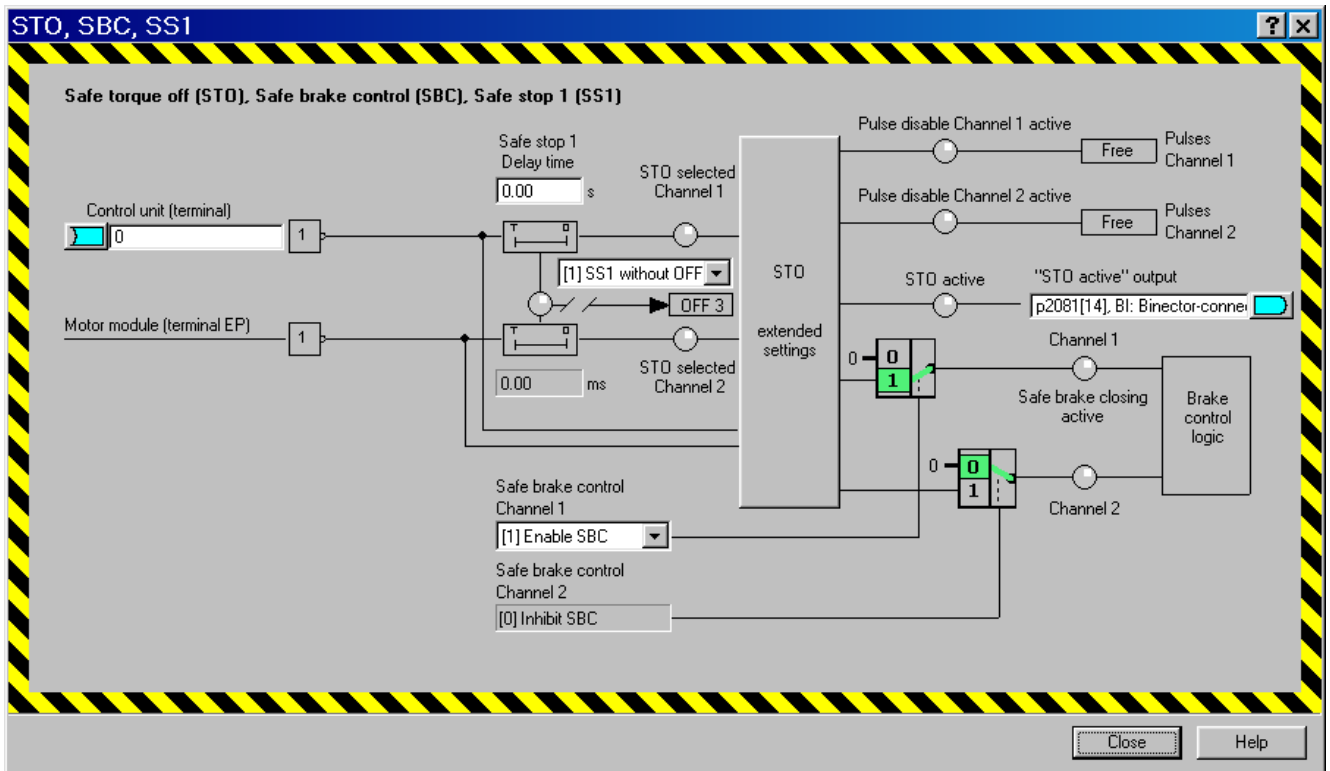 STO, SBC, SS1
Safe torque off (STO), Safe brake control (SBC), Safe stop 1 (SS1)
Safe stop 1
Delay time
0.00
s
STO selected
Channel 1
Pulse disable Channel 1 active
Free
Pulses
Channel 1
Control unit (terminal)
0
1
T
0
Pulse disable Channel 2 active
Free
Pulses
Channel 2
[1] SS1 without OFF
OFF 3
STO
extended
settings
STO active
"STO active" output
p2081[14], BI: Binector-conne
Motor module (terminal EP)
1
T
0
0.00
ms
STO selected
Channel 2
0
0
1
Channel 1
Safe brake closing
active
Brake
control
logic
0
0
1
Channel 2
Safe brake control
Channel 1
[1] Enable SBC
Safe brake control
Channel 2
[0] Inhibit SBC
Close
Help